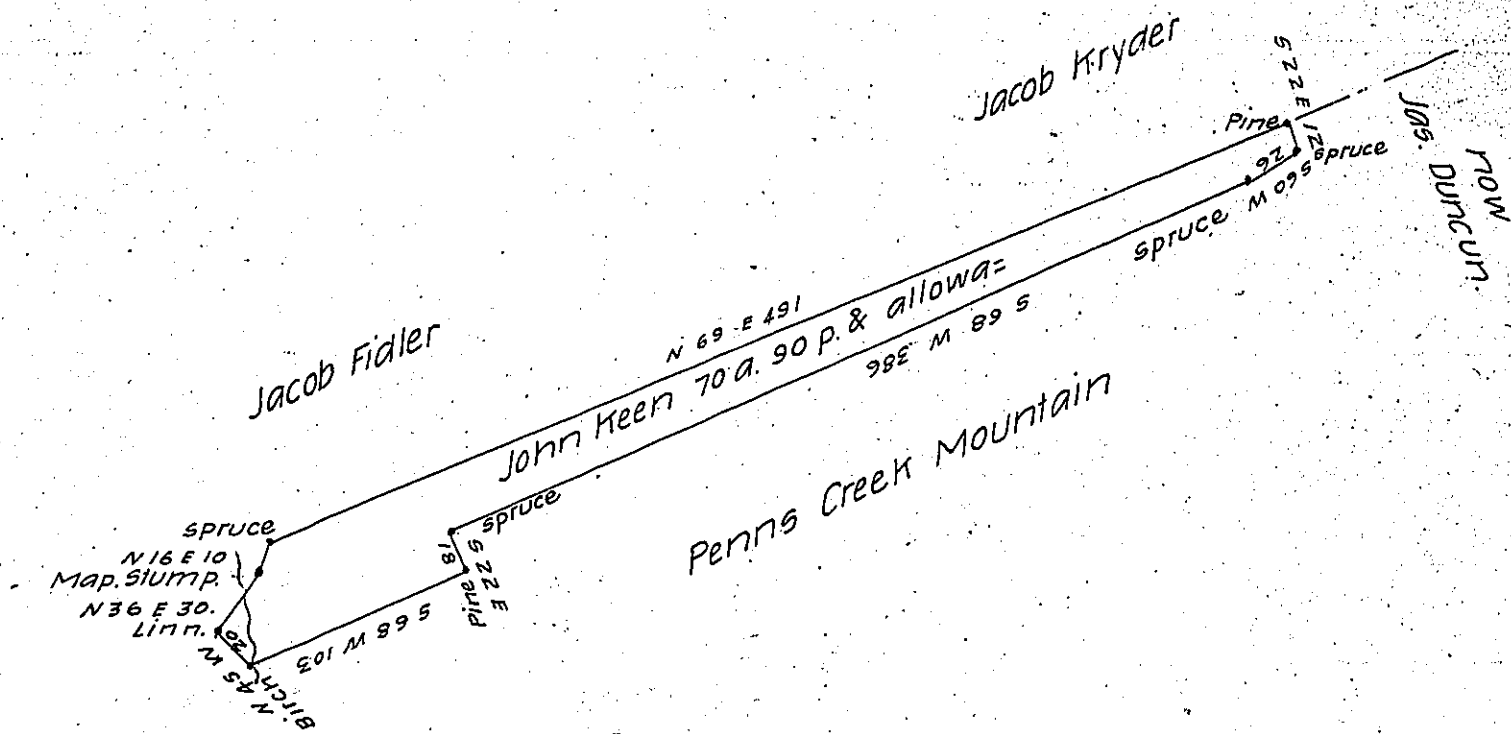 Jacob Kryder
S 22 E 12
Pine
Spruce
26
S 60 W
now
Jas. Duncun
Spruce
N 69 E 491
John Keen 70 a. 90 p. & allowa=
S 68 W 386
Jacob Fidler
Penns Creek Mountain
Spruce
Spruce
N 16 E 10
Map. Stump.
N 36 E 30.
Linn.
18
S 22 E
Pine
S 68 W 103
20
N 45 W
Birch